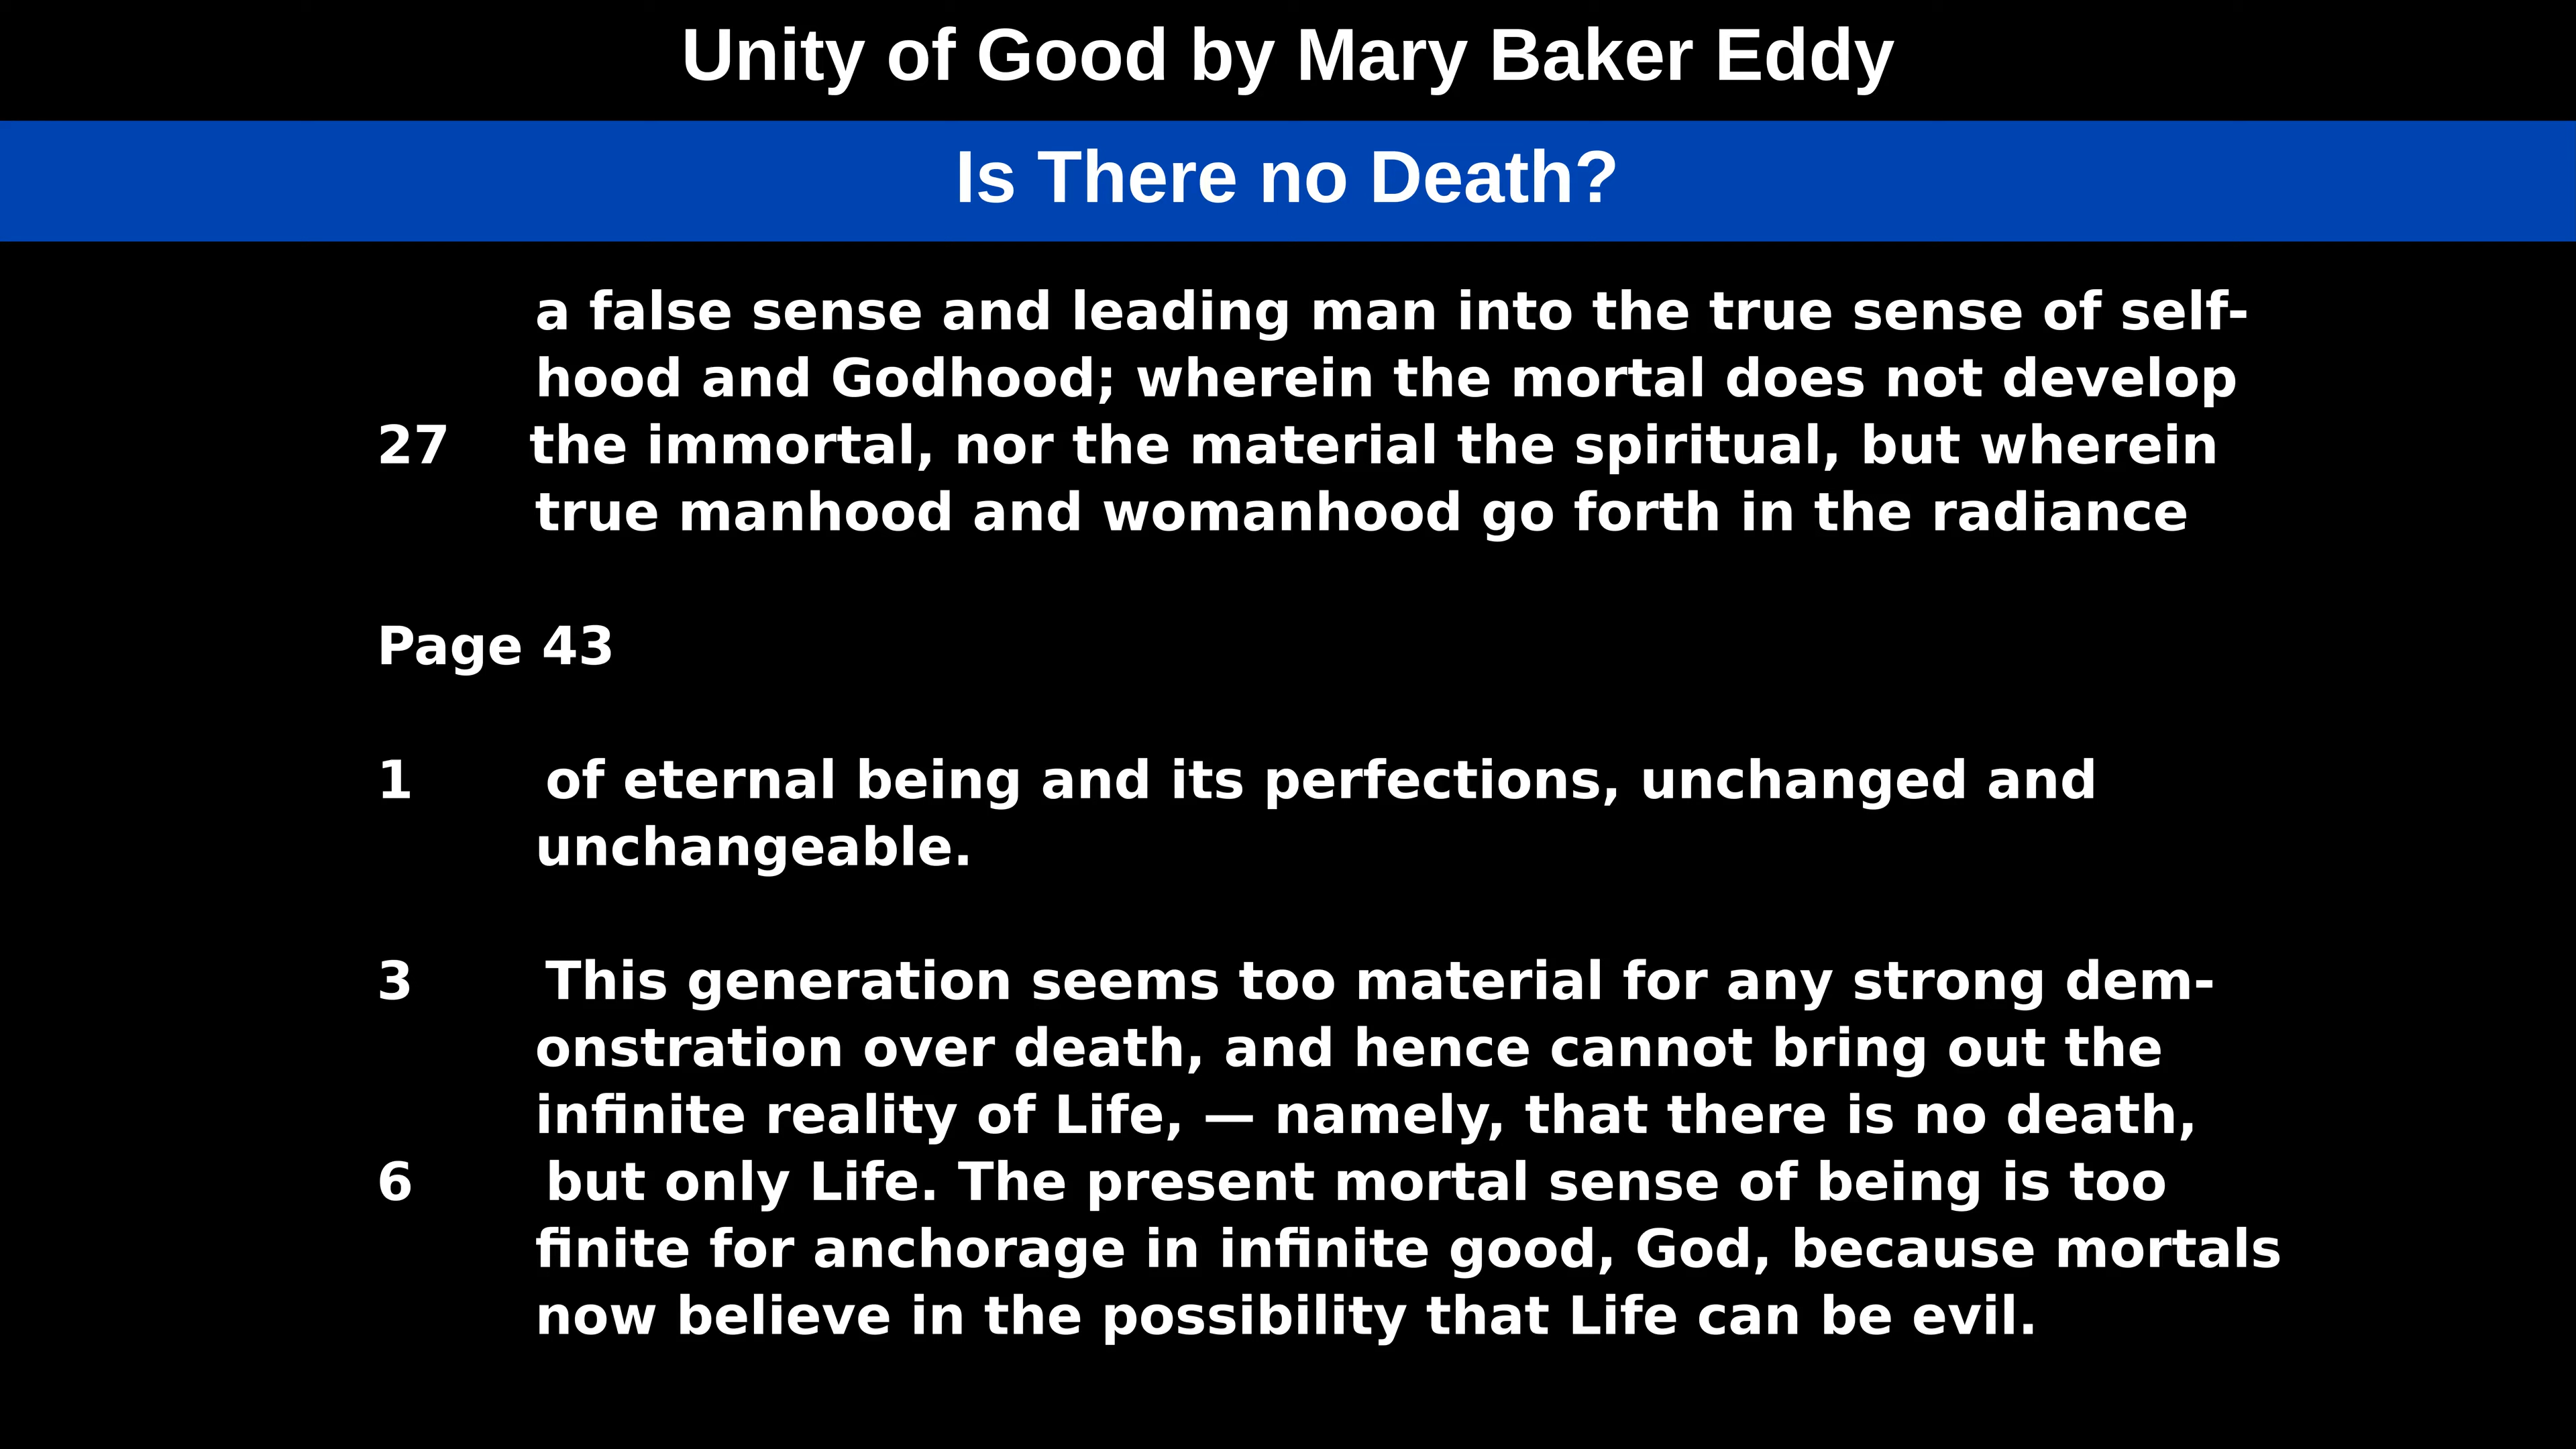 Unity of Good by Mary Baker Eddy
Is There no Death?
a false sense and leading man into the true sense of self-
hood and Godhood; wherein the mortal does not develop
27 the immortal, nor the material the spiritual, but wherein
true manhood and womanhood go forth in the radiance
Page 43
1 of eternal being and its perfections, unchanged and
unchangeable.
3 This generation seems too material for any strong dem-
onstration over death, and hence cannot bring out the
infinite reality of Life, — namely, that there is no death,
6 but only Life. The present mortal sense of being is too
finite for anchorage in infinite good, God, because mortals
now believe in the possibility that Life can be evil.